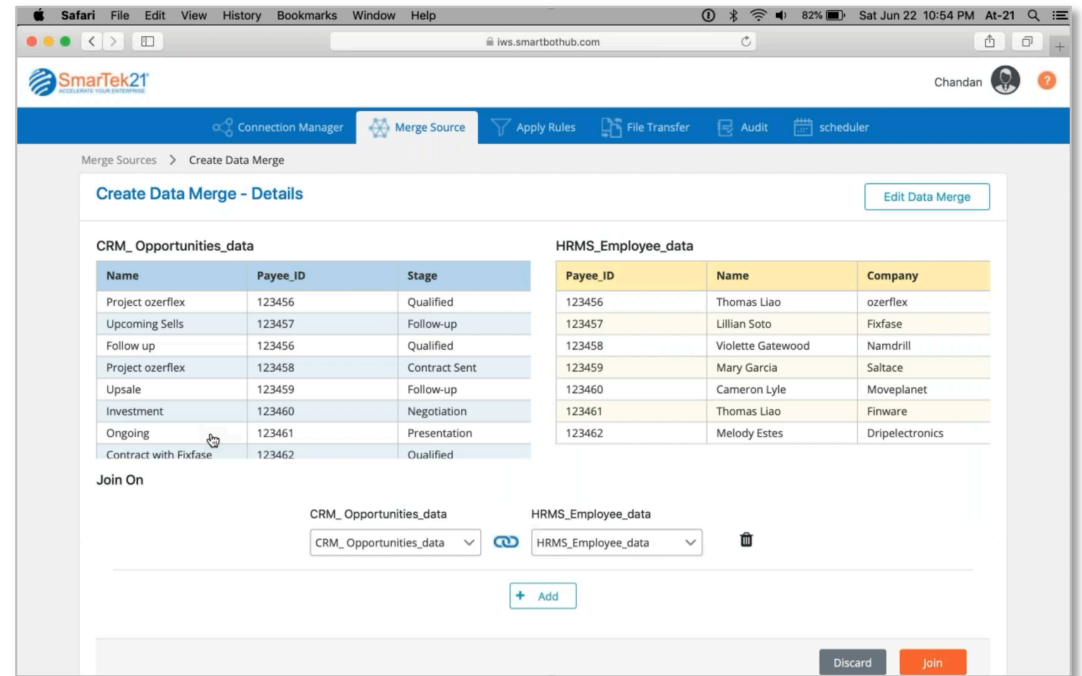 Safari File Edit View History Bookmarks Window Help 82% Sat Jun 22 10:54 PM At-21
iws.smartbothub.com
SmarTek21
ACCELERATE YOUR ENTERPRISE
Chandan ?
Connection Manager Merge Source Apply Rules File Transfer Audit scheduler
Merge Sources > Create Data Merge
Create Data Merge - Details
Edit Data Merge
CRM_ Opportunities_data
Name Payee_ID Stage
Project ozerflex 123456 Qualified
Upcoming Sells 123457 Follow-up
Follow up 123456 Qualified
Project ozerflex 123458 Contract Sent
Upsale 123459 Follow-up
Investment 123460 Negotiation
Ongoing 123461 Presentation
Contract with Fixfase 123462 Qualified
HRMS_Employee_data
Payee_ID Name Company
123456 Thomas Liao ozerflex
123457 Lillian Soto Fixfase
123458 Violette Gatewood Namdrill
123459 Mary Garcia Saltace
123460 Cameron Lyle Moveplanet
123461 Thomas Liao Finware
123462 Melody Estes Dripelectronics
Join On
CRM_ Opportunities_data HRMS_Employee_data
CRM_ Opportunities_data HRMS_Employee_data
+ Add
Discard Join